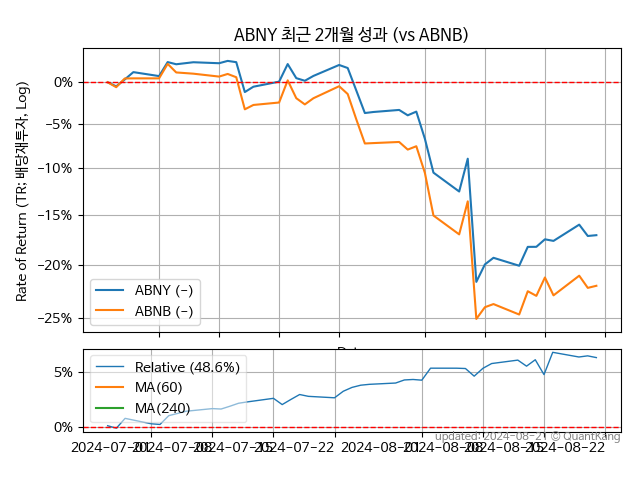 ABNY 최근 2개월 성과 (vs ABNB)
Rate of Return (TR: 배당재투자, Log)
0%
−5%
−10%
−15%
−20%
−25%
ABNY (−)
ABNB (−)
5%
0%
Relative (48.6%)
MA(60)
MA(240)
2024−07−01
2024−07−08
2024−07−15
2024−07−22
2024−08−01
2024−08−08
2024−08−15
2024−08−22
updated: 2024−08−21 © QuantKang